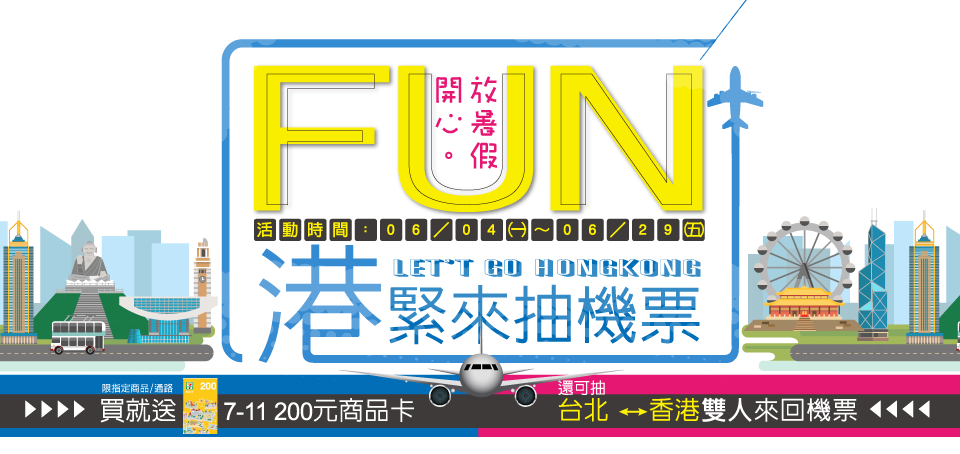 FUN
放暑假
開心。
活動時間：06／04㈠～06／29㈤
LET'T GO HONGKONG
港緊來抽機票
限指定商品/通路
買就送
200
7-11 200元商品卡
還可抽
台北 ↔香港雙人來回機票